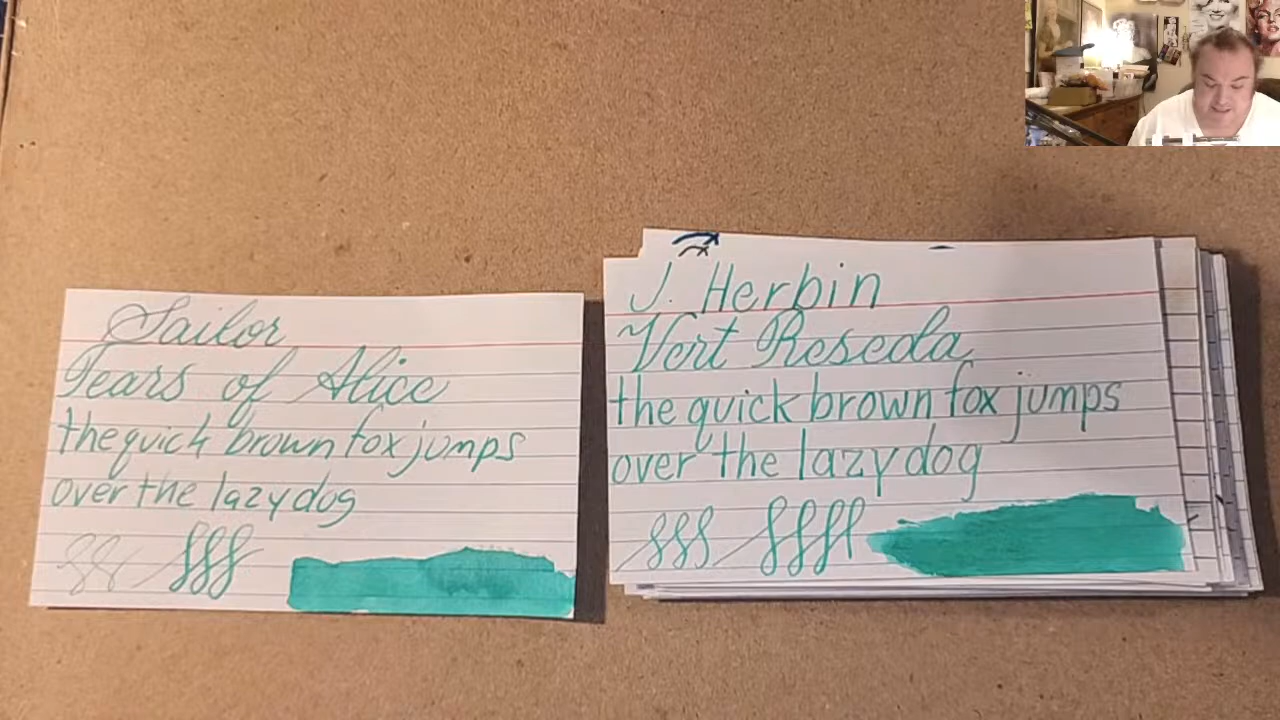 Sailor
Tears of Alice
the quick brown fox jumps
over the lazy dog
J. Herbin
Vert Reseda
the quick brown fox jumps
over the lazy dog